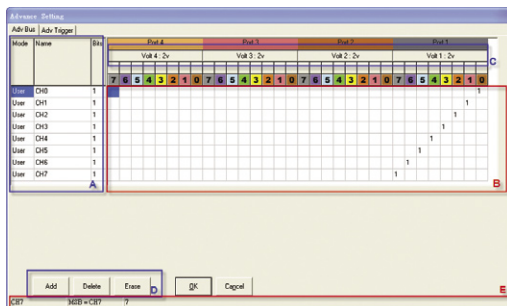 Advance Setting
Adv Bus Adv Trigger
Mode Name Bits Port 4 Port 3 Port 2 Port 1
Volt 4 : 2v Volt 3 : 2v Volt 2 : 2v Volt 1 : 2v
C
7 6 5 4 3 2 1 0 7 6 5 4 3 2 1 0 7 6 5 4 3 2 1 0 7 6 5 4 3 2 1 0
User CH0 1 1
User CH1 1 1
User CH2 1 1
User CH3 1 1
User CH4 1 1
User CH5 1 1
User CH6 1 1
User CH7 1 1
A B
Add Delete Erase D OK Cancel
E
CH7 MSB = CH7 7